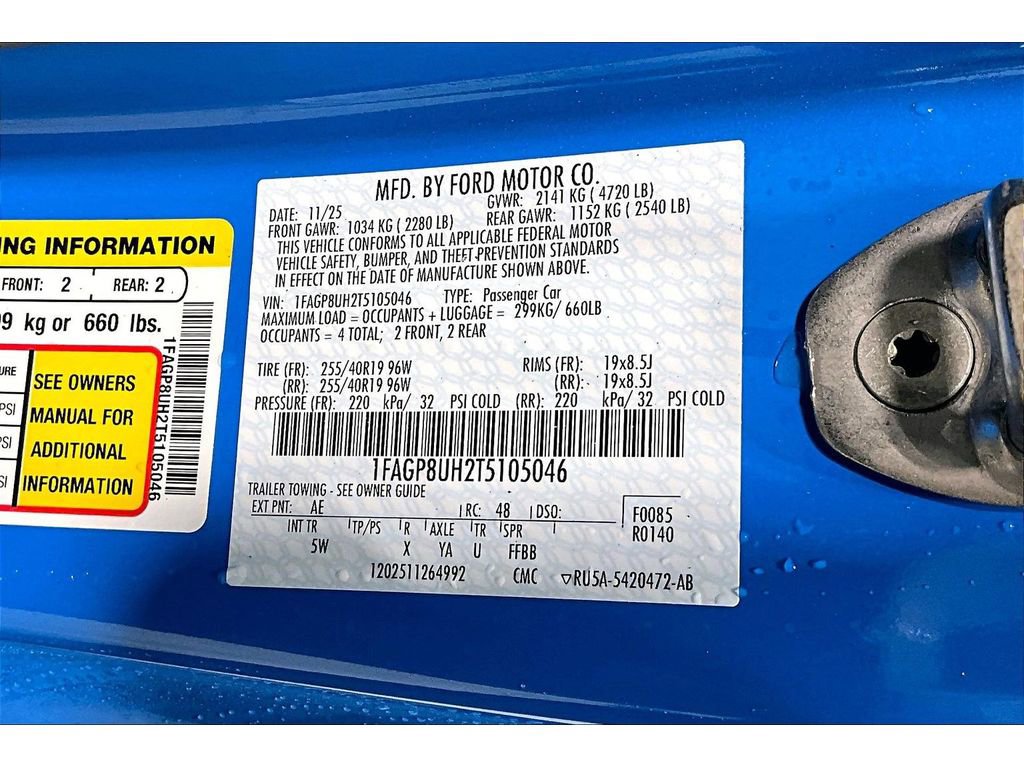 ING INFORMATION
FRONT: 2 REAR: 2
9 kg or 660 lbs.
URE
PSI
PSI
PSI
SEE OWNERS
MANUAL FOR
ADDITIONAL
INFORMATION
1FAGP8UH2T5105046
MFD. BY FORD MOTOR CO.
DATE: 11/25 GVWR: 2141 KG ( 4720 LB)
FRONT GAWR: 1034 KG ( 2280 LB) REAR GAWR: 1152 KG ( 2540 LB)
THIS VEHICLE CONFORMS TO ALL APPLICABLE FEDERAL MOTOR
VEHICLE SAFETY, BUMPER, AND THEFT PREVENTION STANDARDS
IN EFFECT ON THE DATE OF MANUFACTURE SHOWN ABOVE.
VIN: 1FAGP8UH2T5105046 TYPE: Passenger Car
MAXIMUM LOAD = OCCUPANTS + LUGGAGE = 299KG/ 660LB
OCCUPANTS = 4 TOTAL; 2 FRONT, 2 REAR
TIRE (FR): 255/40R19 96W RIMS (FR): 19x8.5J
(RR): 255/40R19 96W (RR): 19x8.5J
PRESSURE (FR): 220 kPa/ 32 PSI COLD (RR): 220 kPa/ 32 PSI COLD
1FAGP8UH2T5105046
TRAILER TOWING - SEE OWNER GUIDE
EXT PNT: AE RC: 48 DSO: F0085
R0140
INT TR TP/PS R AXLE TR SPR
5W X YA U FFBB
1202511264992 CMC ▽RU5A-5420472-AB